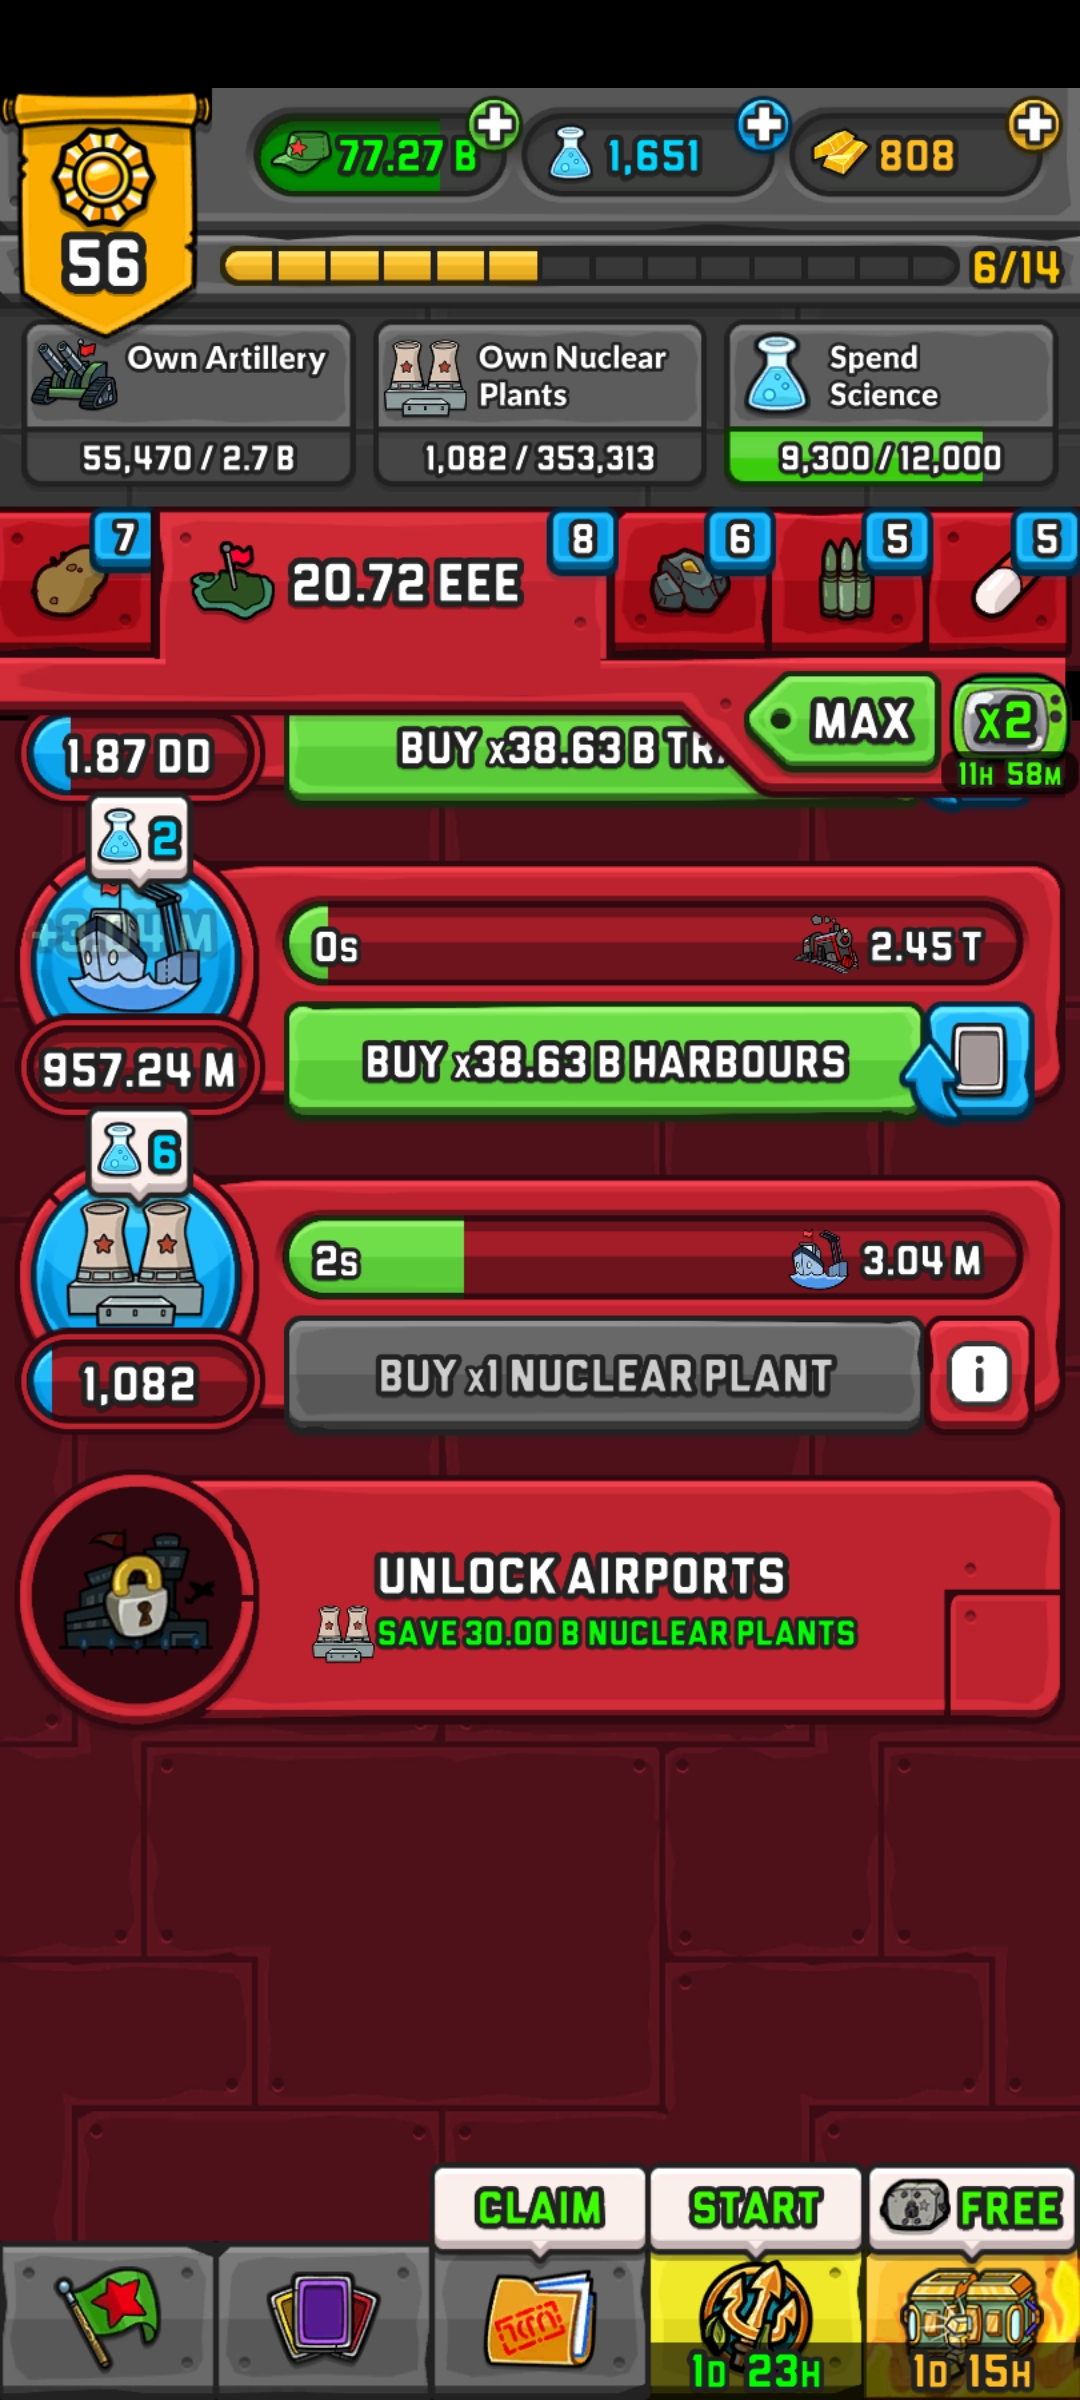 77.27 B
1,651
808
56
6/14
Own Artillery
55,470 / 2.7 B
Own Nuclear
Plants
1,082 / 353,313
Spend
Science
9,300 / 12,000
7
20.72 EEE
8
6
5
5
MAX
x2
11H 58M
1.87 DD
BUY x38.63 B TR
2
+3.04 M
0s
2.45 T
957.24 M
BUY x38.63 B HARBOURS
6
2s
3.04 M
1,082
BUY x1 NUCLEAR PLANT
i
UNLOCK AIRPORTS
SAVE 30.00 B NUCLEAR PLANTS
CLAIM
START
FREE
1D 23H
1D 15H